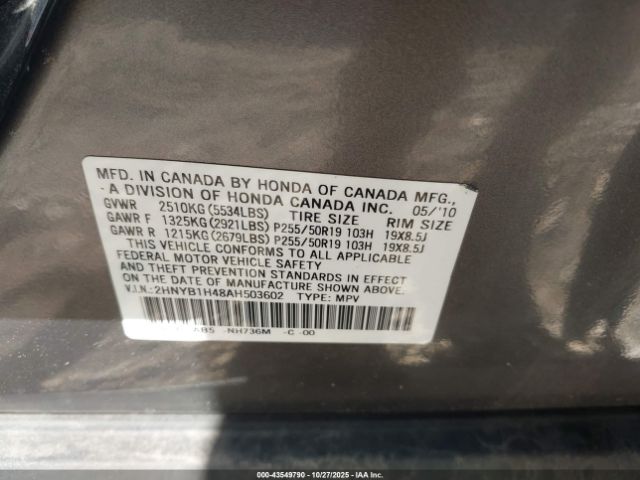 MFD. IN CANADA BY HONDA OF CANADA MFG.,
A DIVISION OF HONDA CANADA INC. 05/'10
GVWR 2510KG(5534LBS) TIRE SIZE RIM SIZE
GAWR F 1325KG(2921LBS) P255/50R19 103H 19X8.5J
GAWR R 1215KG(2679LBS) P255/50R19 103H 19X8.5J
THIS VEHICLE CONFORMS TO ALL APPLICABLE
FEDERAL MOTOR VEHICLE SAFETY
AND THEFT PREVENTION STANDARDS IN EFFECT
ON THE DATE OF MANUFACTURE SHOWN ABOVE.
V.I.N.:2HNYB1H48AH503602 TYPE: MPV
-NH736M -C -00
000-43549790 | 10/27/2025 | IAA Inc.